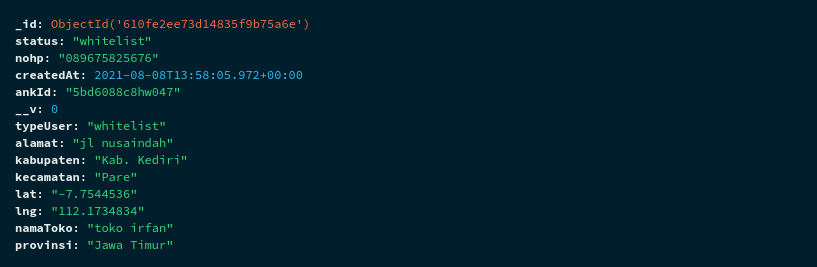 _id: ObjectId('610fe2ee73d14835f9b75a6e')
status: "whitelist"
nohp: "089675825676"
createdAt: 2021-08-08T13:58:05.972+00:00
ankId: "5bd6088c8hw047"
__v: 0
typeUser: "whitelist"
alamat: "jl nusaindah"
kabupaten: "Kab. Kediri"
kecamatan: "Pare"
lat: "-7.7544536"
lng: "112.1734834"
namaToko: "toko irfan"
provinsi: "Jawa Timur"